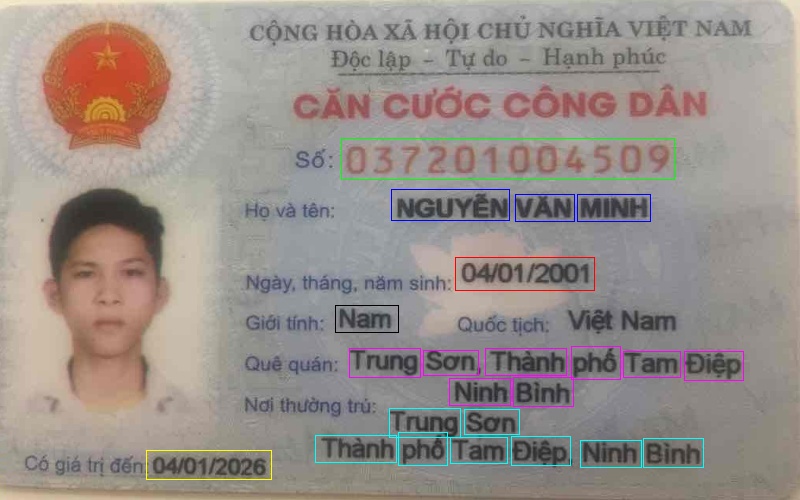 CỘNG HÒA XÃ HỘI CHỦ NGHĨA VIỆT NAM
Độc lập - Tự do - Hạnh phúc
CĂN CƯỚC CÔNG DÂN
Số: 037201004509
Họ và tên: NGUYỄN VĂN MINH
Ngày, tháng, năm sinh: 04/01/2001
Giới tính: Nam Quốc tịch: Việt Nam
Quê quán: Trung Sơn, Thành phố Tam Điệp
Ninh Bình
Nơi thường trú: Trung Sơn
Thành phố Tam Điệp, Ninh Bình
Có giá trị đến: 04/01/2026